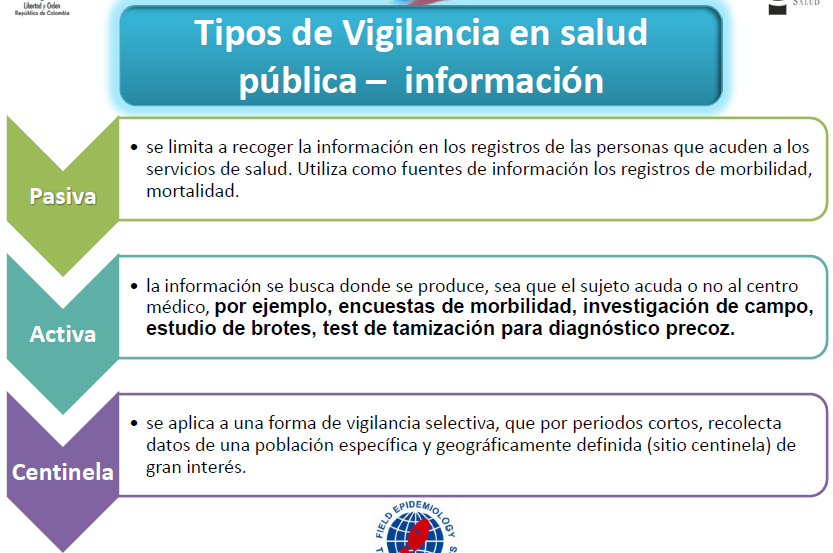 Libertad y Orden
República de Colombia
SALUD
Tipos de Vigilancia en salud
pública – información
Pasiva
• se limita a recoger la información en los registros de las personas que acuden a los
servicios de salud. Utiliza como fuentes de información los registros de morbilidad,
mortalidad.
Activa
• la información se busca donde se produce, sea que el sujeto acuda o no al centro
médico, por ejemplo, encuestas de morbilidad, investigación de campo,
estudio de brotes, test de tamización para diagnóstico precoz.
Centinela
• se aplica a una forma de vigilancia selectiva, que por periodos cortos, recolecta
datos de una población específica y geográficamente definida (sitio centinela) de
gran interés.
FIELD EPIDEMIOLOGY